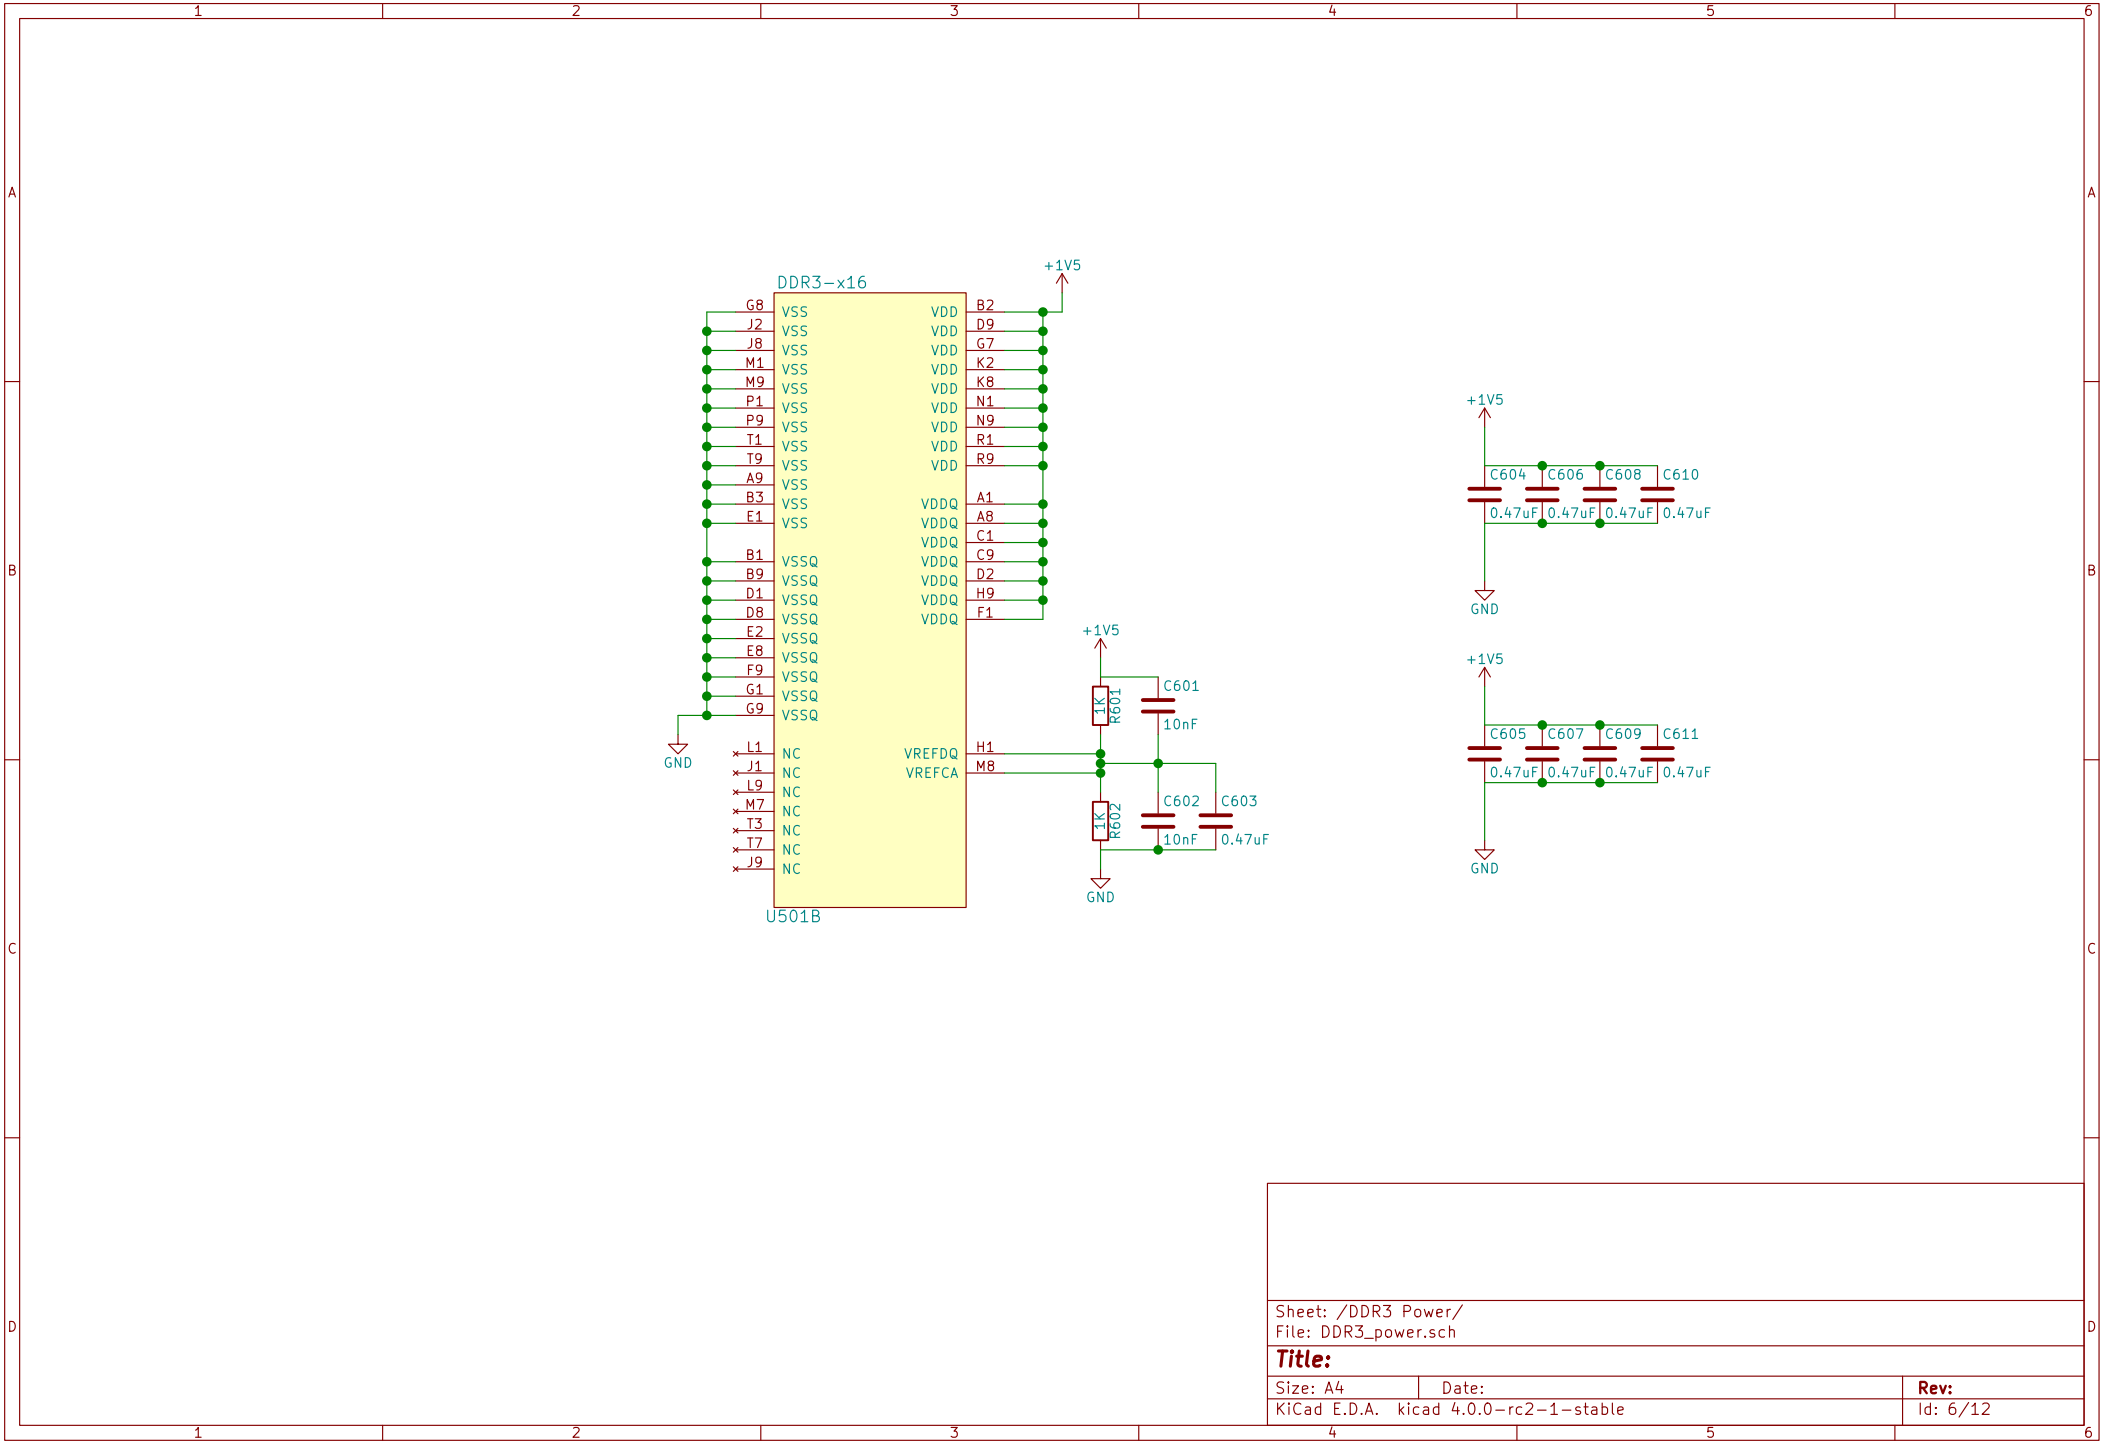 1 2 3 4 5 6
A A
B B
C C
D D
DDR3-x16
G8 VSS
J2 VSS
J8 VSS
M1 VSS
M9 VSS
P1 VSS
P9 VSS
T1 VSS
T9 VSS
A9 VSS
B3 VSS
E1 VSS
B1 VSSQ
B9 VSSQ
D1 VSSQ
D8 VSSQ
E2 VSSQ
E8 VSSQ
F9 VSSQ
G1 VSSQ
G9 VSSQ
GND
L1 NC
J1 NC
L9 NC
M7 NC
T3 NC
T7 NC
J9 NC
U501B
+1V5
VDD B2
VDD D9
VDD G7
VDD K2
VDD K8
VDD N1
VDD N9
VDD R1
VDD R9
VDDQ A1
VDDQ A8
VDDQ C1
VDDQ C9
VDDQ D2
VDDQ H9
VDDQ F1
VREFDQ H1
VREFCA M8
+1V5
1K R601
C601
10nF
1K R602
C602 C603
10nF 0.47uF
GND
+1V5
C604 C606 C608 C610
0.47uF 0.47uF 0.47uF 0.47uF
GND
+1V5
C605 C607 C609 C611
0.47uF 0.47uF 0.47uF 0.47uF
GND
Sheet: /DDR3 Power/
File: DDR3_power.sch
Title:
Size: A4 Date: Rev:
KiCad E.D.A. kicad 4.0.0-rc2-1-stable Id: 6/12
1 2 3 4 5 6